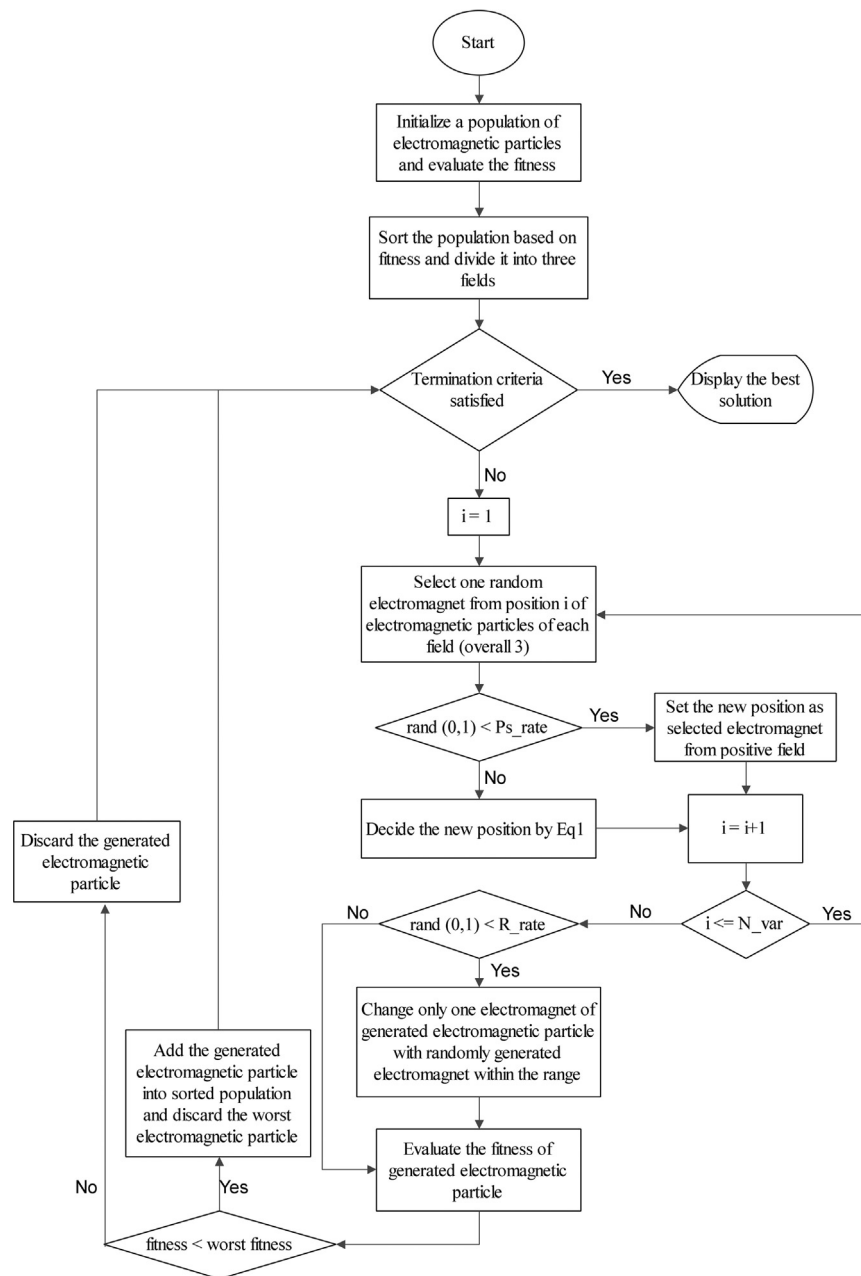 Start
Initialize a population of
electromagnetic particles
and evaluate the fitness
Sort the population based on
fitness and divide it into three
fields
Termination criteria
satisfied
Yes
Display the best
solution
No
i = 1
Select one random
electromagnet from position i of
electromagnetic particles of each
field (overall 3)
rand (0,1) < Ps_rate
Yes
Set the new position as
selected electromagnet
from positive field
No
Decide the new position by Eq1
i = i+1
i <= N_var
Yes
No
rand (0,1) < R_rate
No
Yes
Change only one electromagnet of
generated electromagnetic particle
with randomly generated
electromagnet within the range
Evaluate the fitness of
generated electromagnetic
particle
fitness < worst fitness
Yes
Add the generated
electromagnetic particle
into sorted population
and discard the worst
electromagnetic particle
No
Discard the generated
electromagnetic
particle